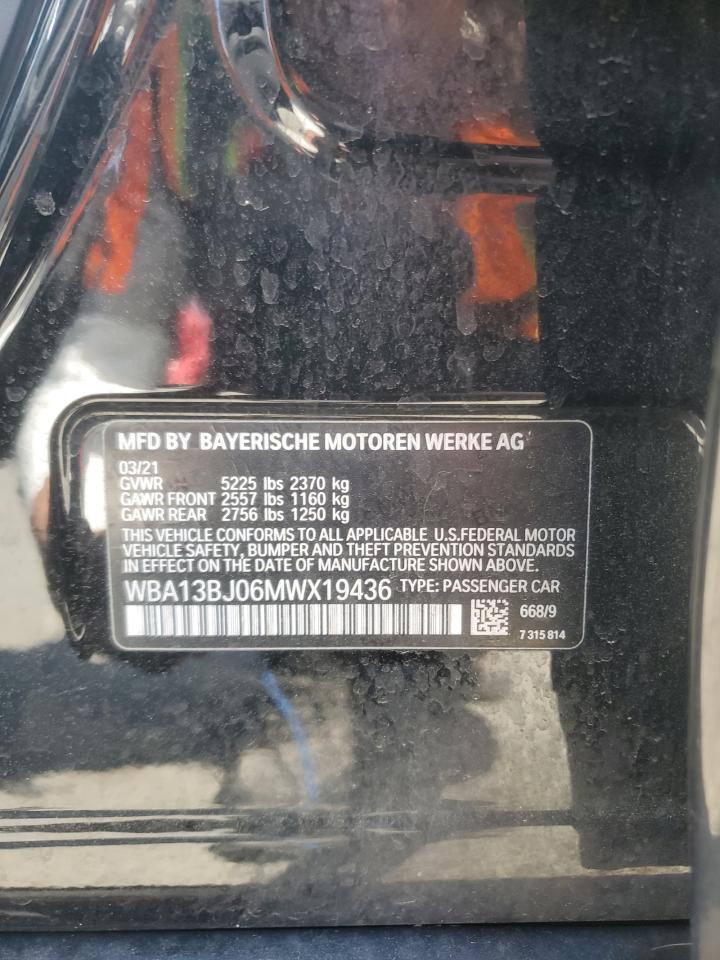 MFD BY BAYERISCHE MOTOREN WERKE AG
03/21
GVWR 5225 lbs 2370 kg
GAWR FRONT 2557 lbs 1160 kg
GAWR REAR 2756 lbs 1250 kg
THIS VEHICLE CONFORMS TO ALL APPLICABLE U.S.FEDERAL MOTOR
VEHICLE SAFETY, BUMPER AND THEFT PREVENTION STANDARDS
IN EFFECT ON THE DATE OF MANUFACTURE SHOWN ABOVE.
WBA13BJ06MWX19436 TYPE: PASSENGER CAR
668/9
7 315 814